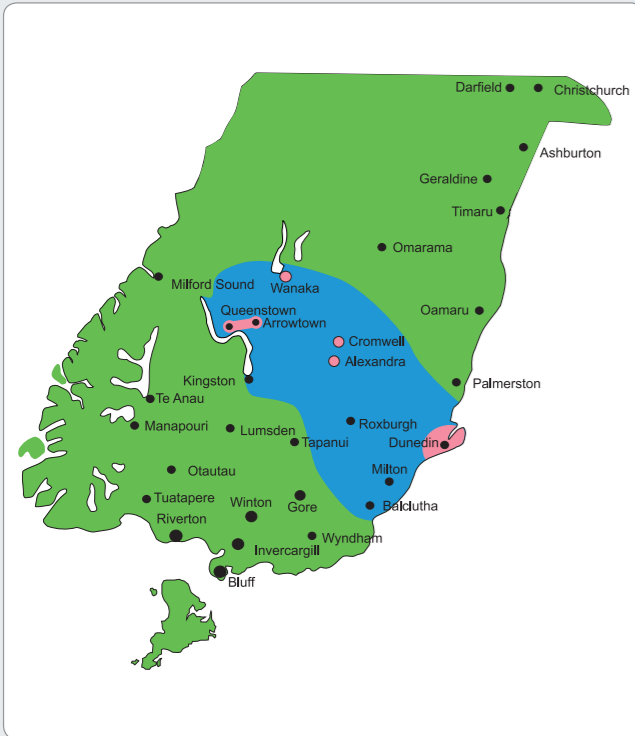 Darfield
Christchurch
Ashburton
Geraldine
Timaru
Omarama
Milford Sound
Wanaka
Queenstown
Arrowtown
Oamaru
Cromwell
Alexandra
Kingston
Palmerston
Te Anau
Manapouri
Lumsden
Roxburgh
Tapanui
Dunedin
Otautau
Milton
Tuatapere
Winton
Gore
Balclutha
Riverton
Wyndham
Invercargill
Bluff